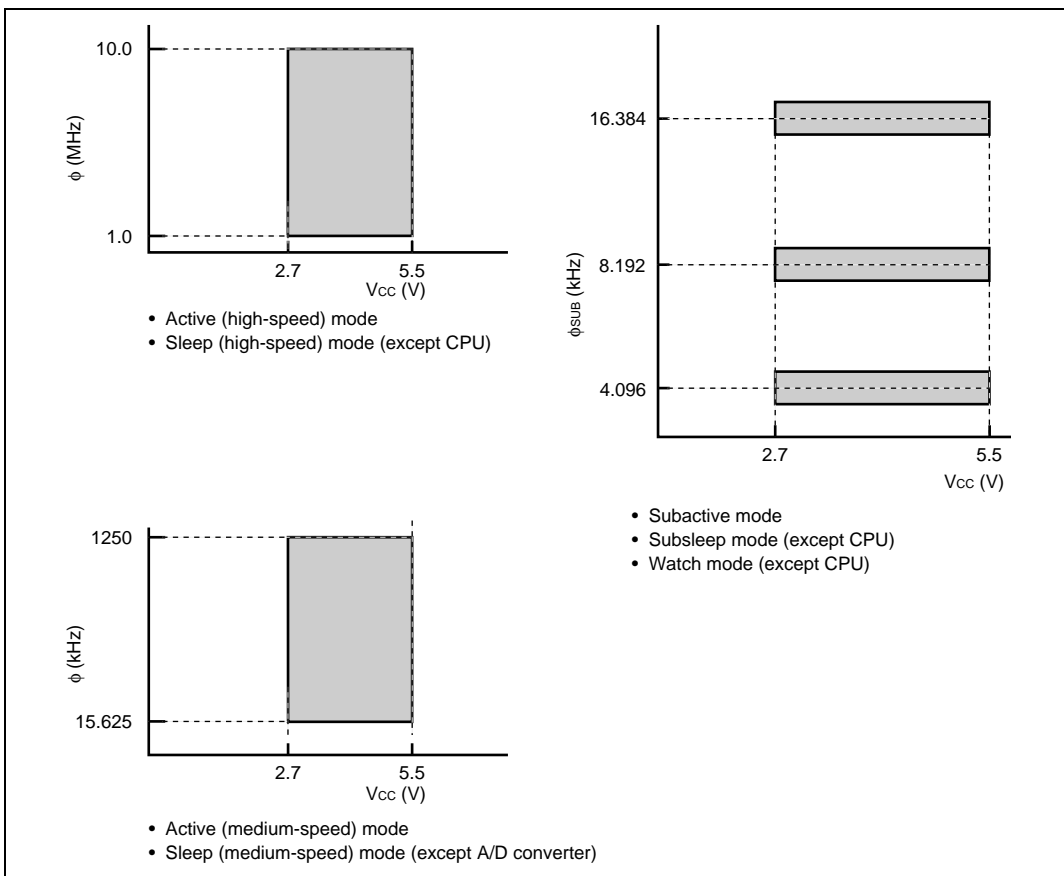 10.0
φ (MHz)
1.0
2.7 5.5
VCC (V)
• Active (high-speed) mode
• Sleep (high-speed) mode (except CPU)
16.384
8.192
φSUB (kHz)
4.096
2.7 5.5
VCC (V)
• Subactive mode
• Subsleep mode (except CPU)
• Watch mode (except CPU)
1250
φ (kHz)
15.625
2.7 5.5
VCC (V)
• Active (medium-speed) mode
• Sleep (medium-speed) mode (except A/D converter)